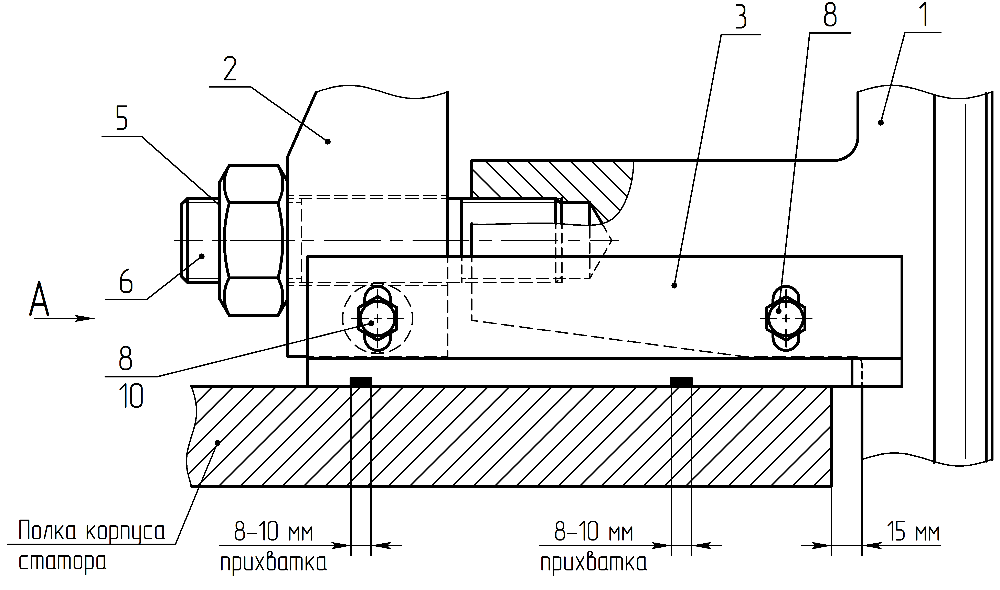 3
8
1
2
5
6
А
8
10
Полка корпуса
статора
8-10 мм
прихватка
8-10 мм
прихватка
15 мм